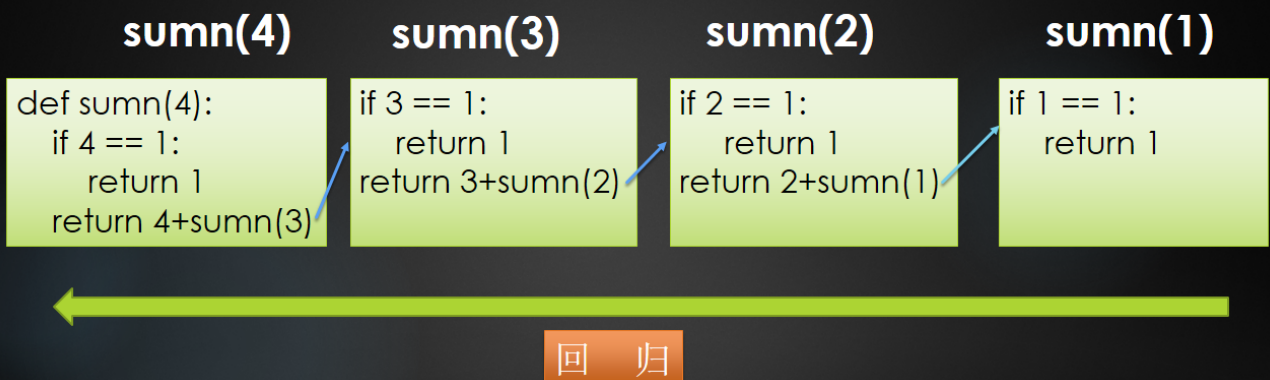 sumn(4)
sumn(3)
sumn(2)
sumn(1)
def sumn(4):
if 4 == 1:
return 1
return 4+sumn(3)
if 3 == 1:
return 1
return 3+sumn(2)
if 2 == 1:
return 1
return 2+sumn(1)
if 1 == 1:
return 1
回 归